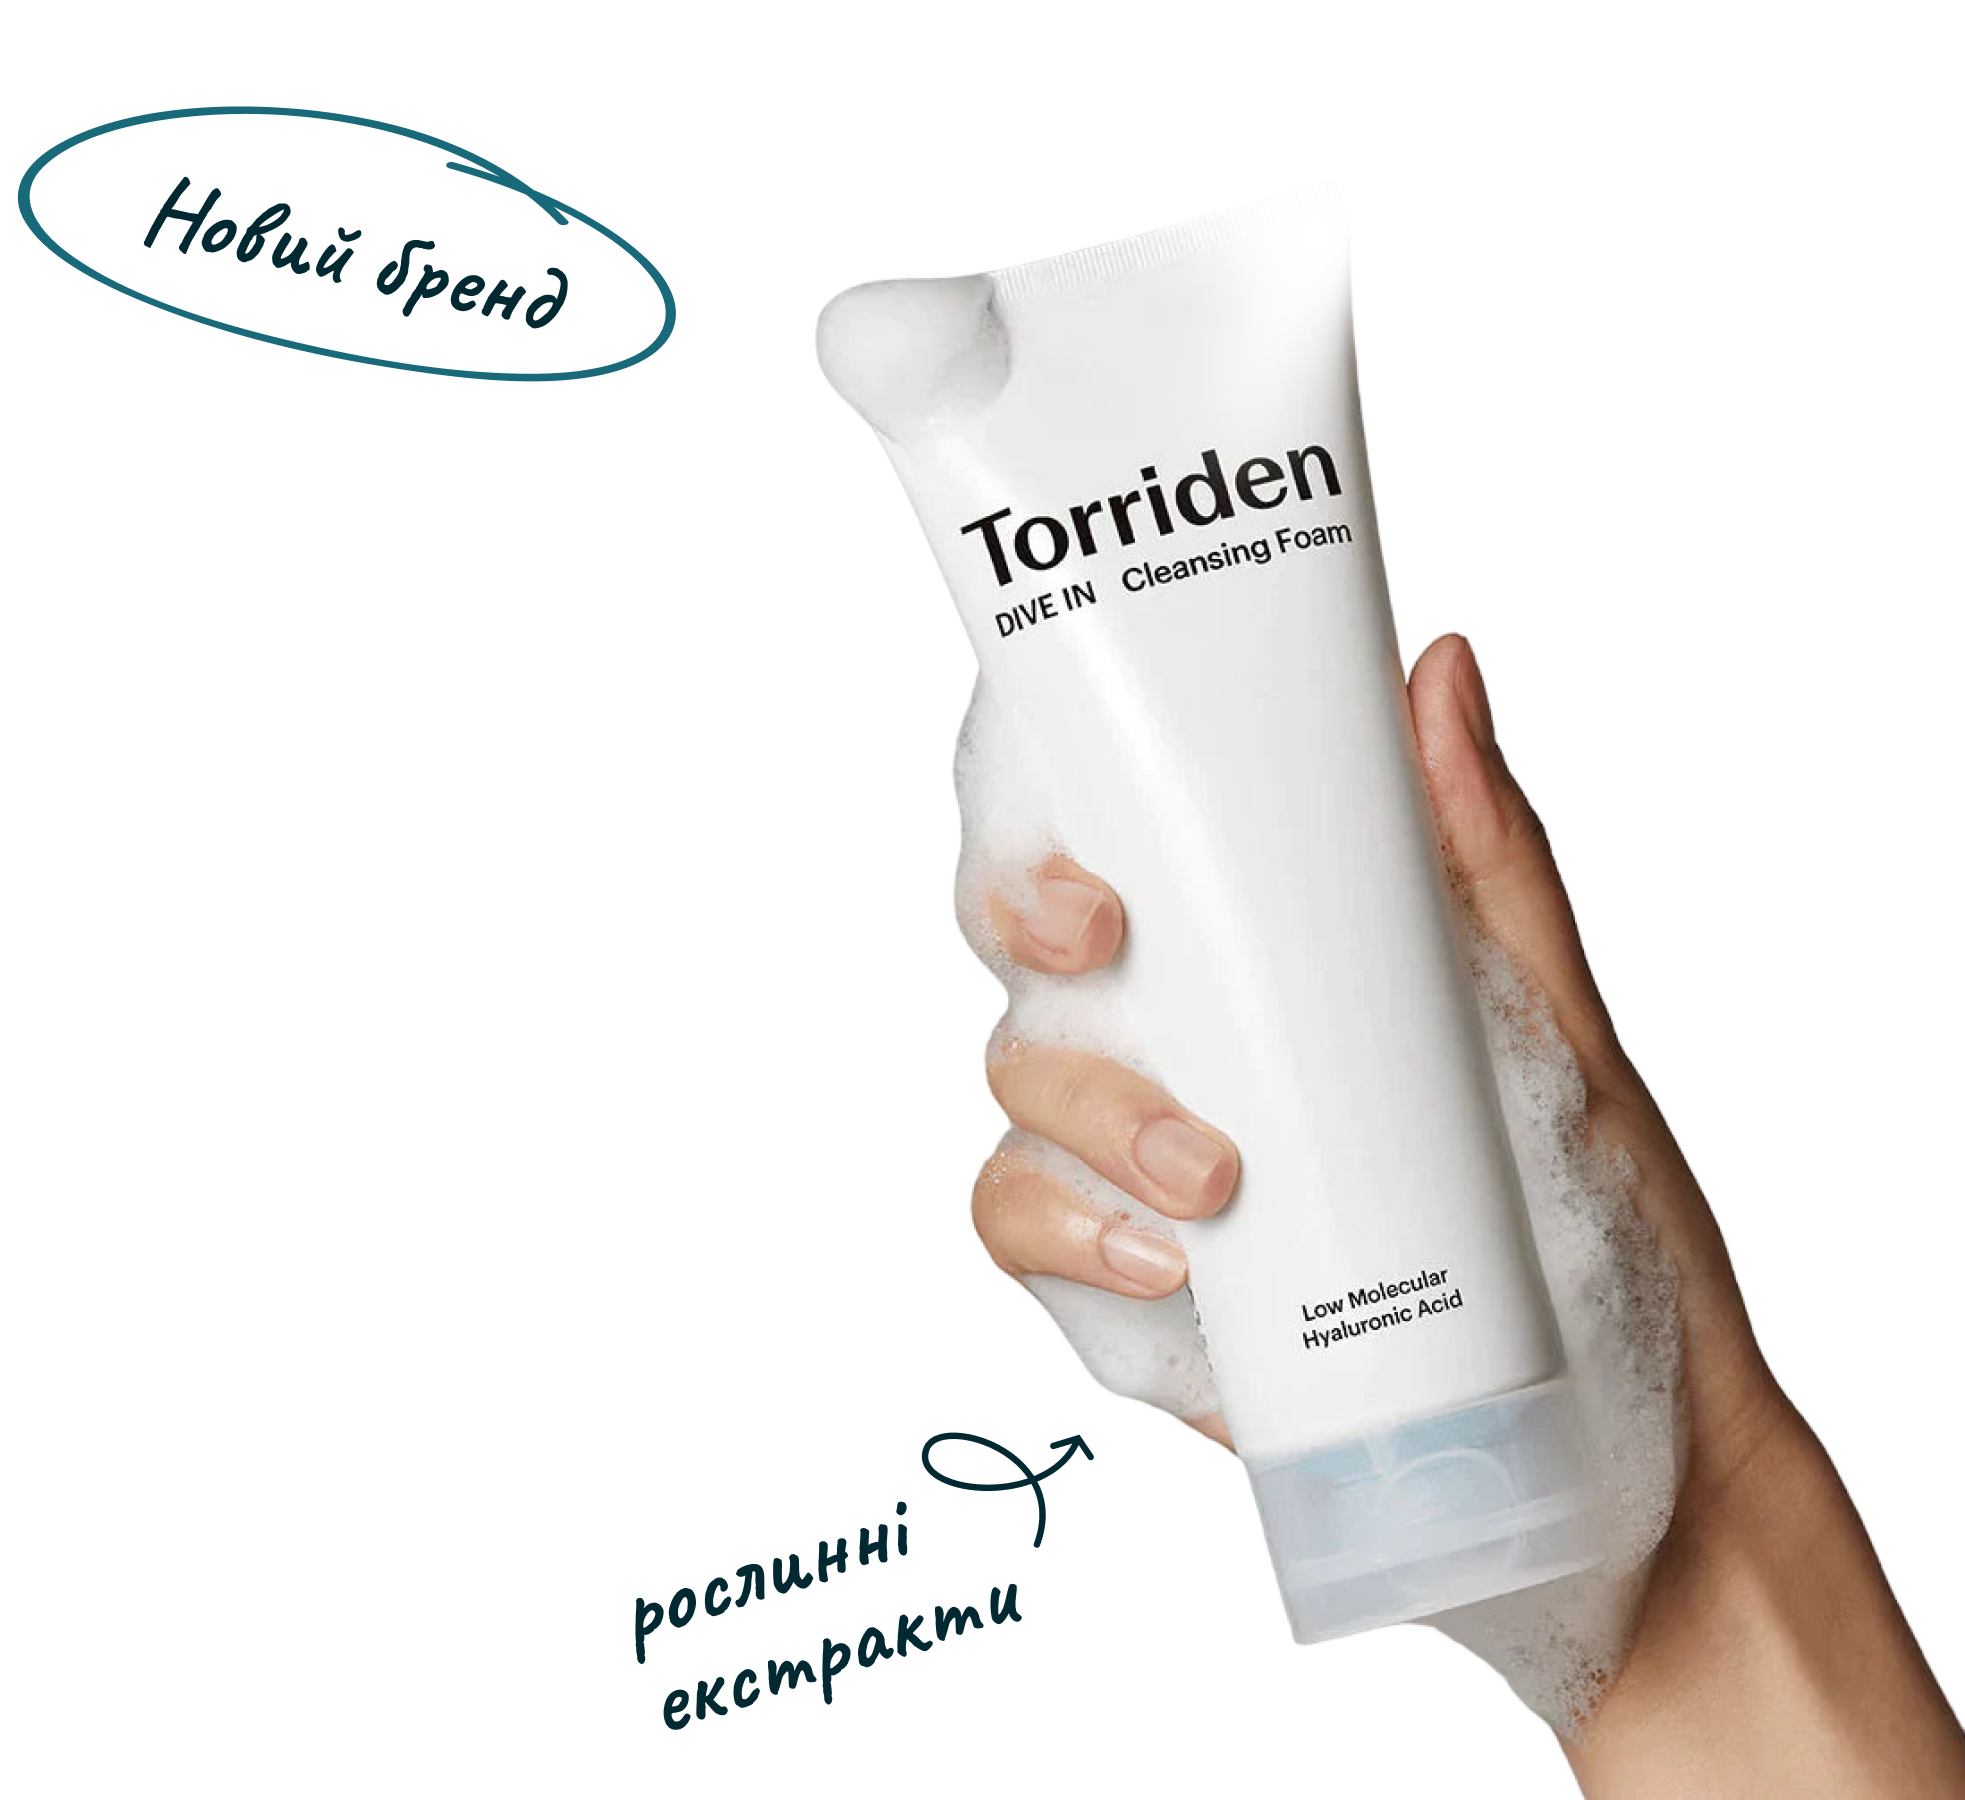 Новий бренд
Torriden
DIVE IN Cleansing Foam
Low Molecular
Hyaluronic Acid
рослинні
екстракти